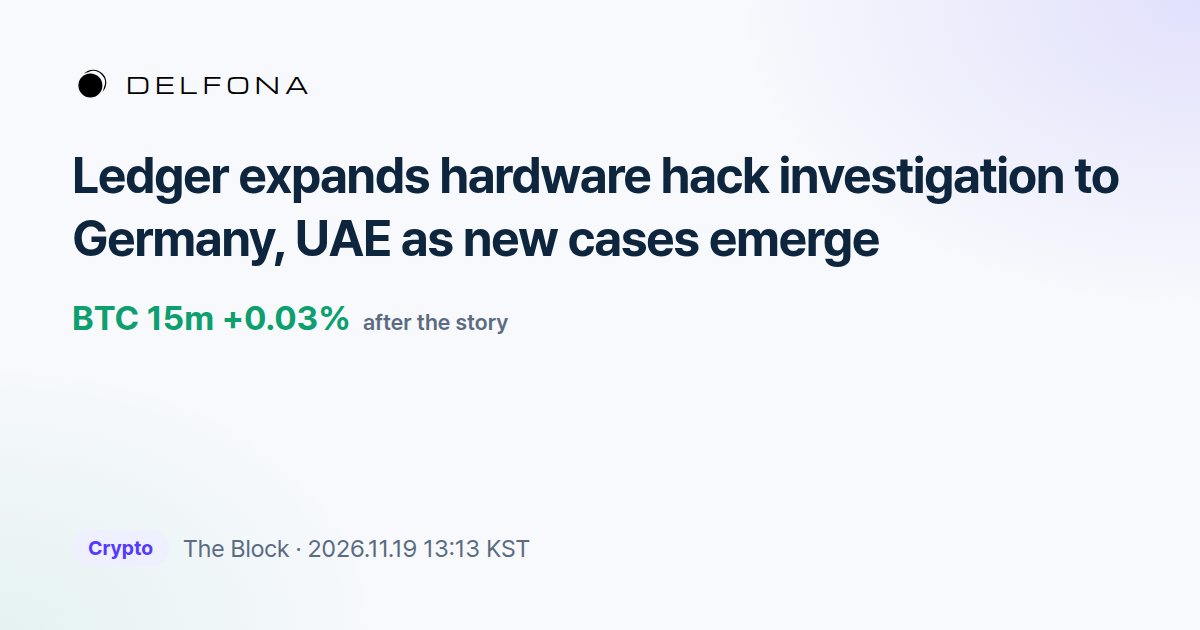 DELFONA
Ledger expands hardware hack investigation to
Germany, UAE as new cases emerge
BTC 15m +0.03% after the story
Crypto The Block · 2026.11.19 13:13 KST